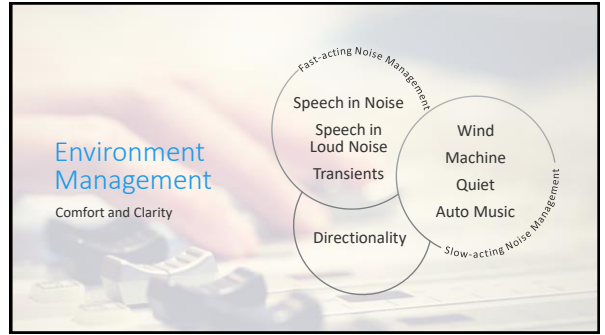 Environment
Management
Comfort and Clarity
Fast-acting Noise Management
Speech in Noise
Speech in
Loud Noise
Transients
Directionality
Wind
Machine
Quiet
Auto Music
Slow-acting Noise Management